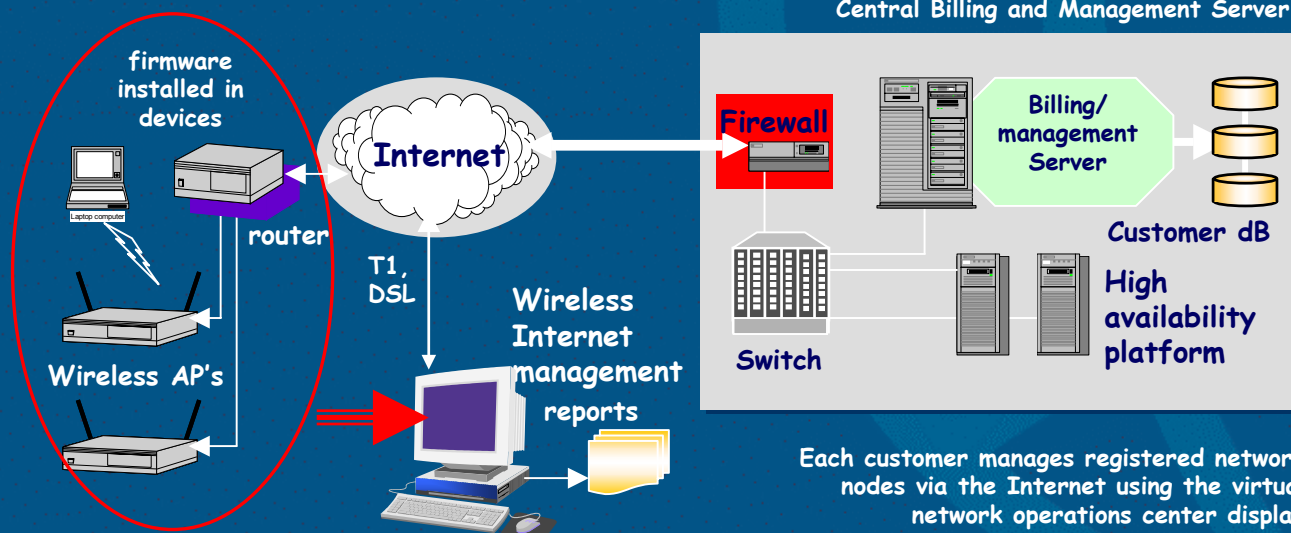 Central Billing and Management Server
firmware
installed in
devices
Laptop computer
router
Wireless AP's
Internet
T1,
DSL
Wireless
Internet
management
reports
Firewall
Billing/
management
Server
Customer dB
High
availability
platform
Switch
Each customer manages registered network
nodes via the Internet using the
network operations center